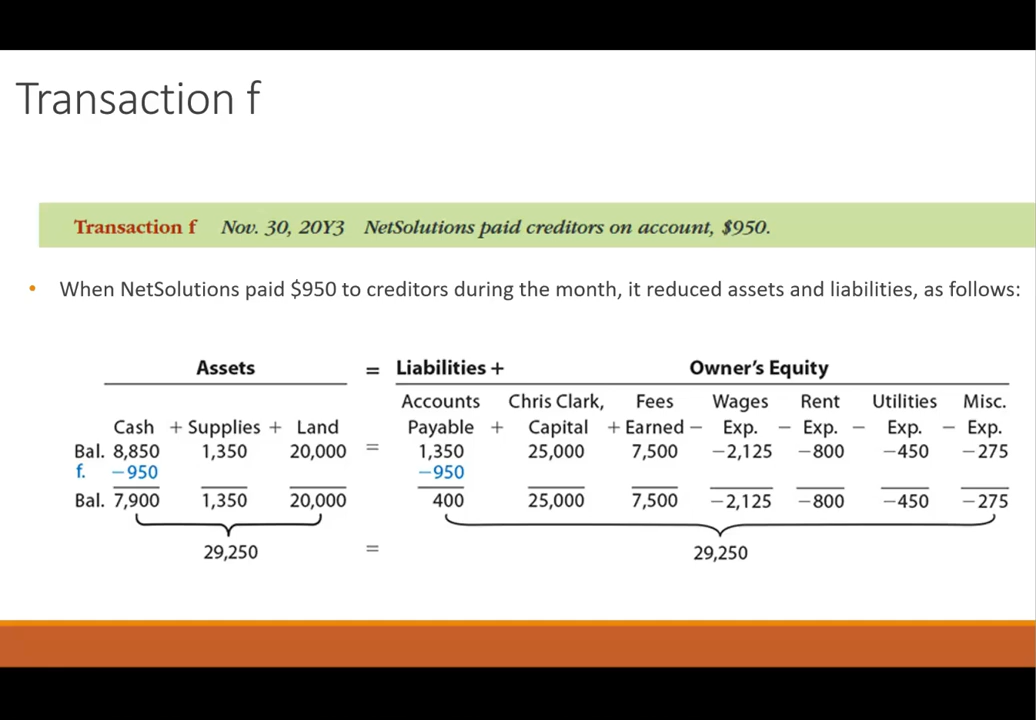 Transaction f
Transaction f Nov. 30, 20Y3 NetSolutions paid creditors on account, $950.
• When NetSolutions paid $950 to creditors during the month, it reduced assets and liabilities, as follows:
Assets = Liabilities + Owner's Equity
Accounts Chris Clark, Fees Wages Rent Utilities Misc.
Cash + Supplies + Land Payable + Capital + Earned − Exp. − Exp. − Exp. − Exp.
Bal. 8,850 1,350 20,000 = 1,350 25,000 7,500 −2,125 −800 −450 −275
f. −950 −950
Bal. 7,900 1,350 20,000 400 25,000 7,500 −2,125 −800 −450 −275
29,250 = 29,250